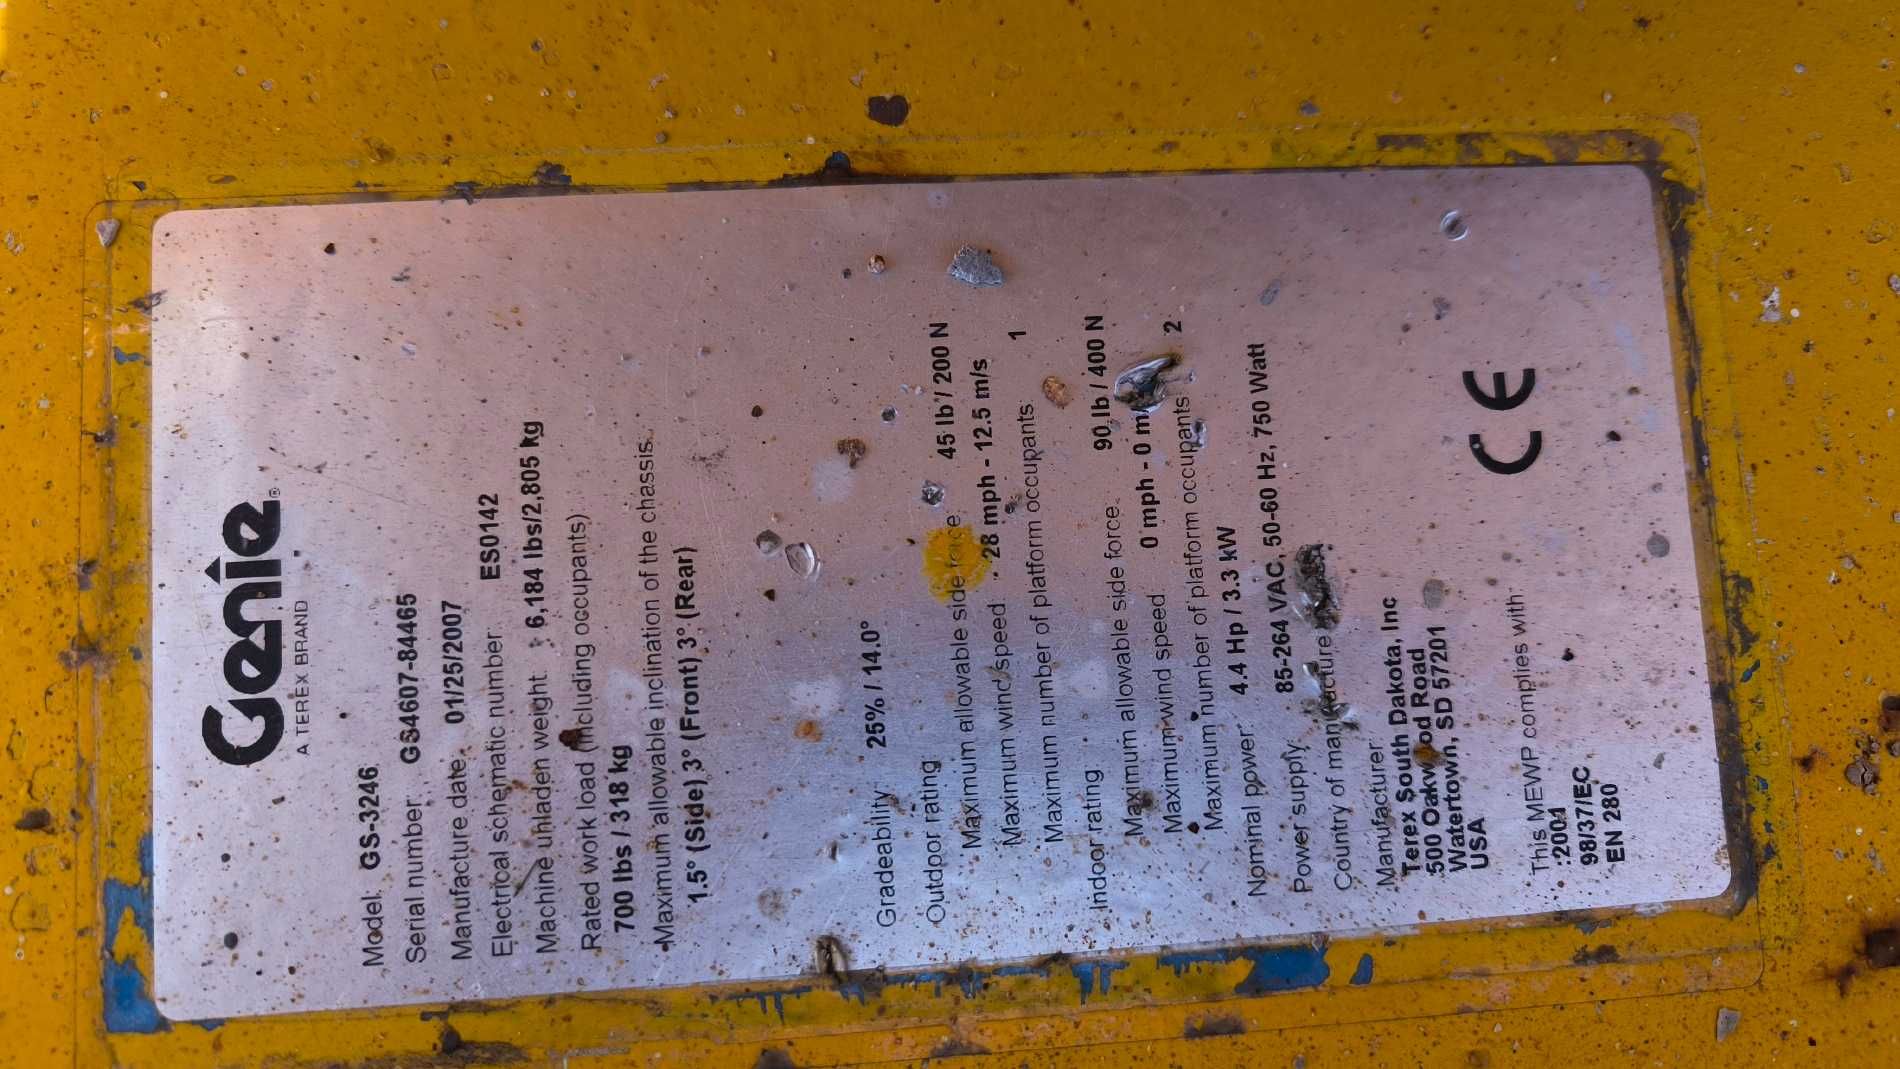 Genie®
A TEREX BRAND
Model: GS-3246
Serial number: GS4607-84465
Manufacture date: 01/25/2007
Electrical schematic number: ES0142
Machine unladen weight: 6,184 lbs/2,805 kg
Rated work load (including occupants)
700 lbs / 318 kg
Maximum allowable inclination of the chassis:
1.5° (Side) 3° (Front) 3° (Rear)
Gradeability: 25% / 14.0°
Outdoor rating
Maximum allowable side force 45 lb / 200 N
Maximum wind speed: 28 mph - 12.5 m/s
Maximum number of platform occupants: 1
Indoor rating
Maximum allowable side force: 90 lb / 400 N
Maximum wind speed: 0 mph - 0
Maximum number of platform occupants: 2
Nominal power: 4.4 Hp / 3.3 kW
Power supply: 85-264 VAC, 50-60 Hz, 750 Watt
Country of manufacture
Manufacturer:
Terex South Dakota, Inc
500 Oakwood Road
Watertown, SD 57201
USA
This MEWP complies with:
:2001
98/37/EC
EN 280
CE